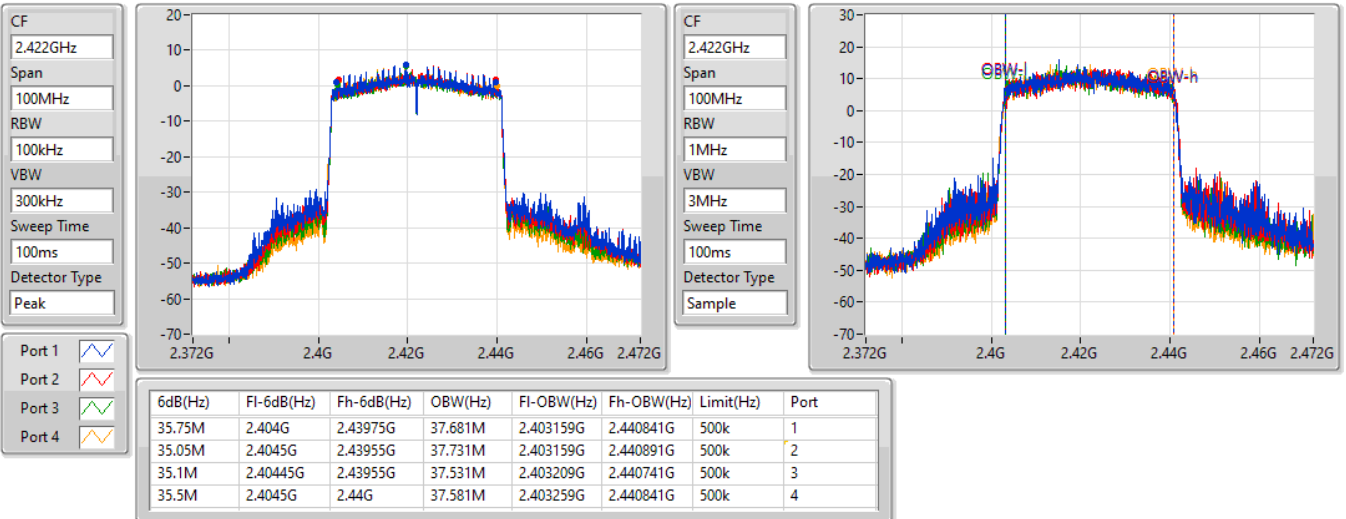 CF
2.422GHz
Span
100MHz
RBW
100kHz
VBW
300kHz
Sweep Time
100ms
Detector Type
Peak
Port 1
Port 2
Port 3
Port 4
20
10
0
-10
-20
-30
-40
-50
-60
-70
2.372G 2.4G 2.42G 2.44G 2.46G 2.472G
CF
2.422GHz
Span
100MHz
RBW
1MHz
VBW
3MHz
Sweep Time
100ms
Detector Type
Sample
30
20
10
0
-10
-20
-30
-40
-50
-60
-70
OBW-l OBW-h
2.372G 2.4G 2.42G 2.44G 2.46G 2.472G
6dB(Hz) Fl-6dB(Hz) Fh-6dB(Hz) OBW(Hz) Fl-OBW(Hz) Fh-OBW(Hz) Limit(Hz) Port
35.75M 2.404G 2.43975G 37.681M 2.403159G 2.440841G 500k 1
35.05M 2.4045G 2.43955G 37.731M 2.403159G 2.440891G 500k 2
35.1M 2.40445G 2.43955G 37.531M 2.403209G 2.440741G 500k 3
35.5M 2.4045G 2.44G 37.581M 2.403259G 2.440841G 500k 4